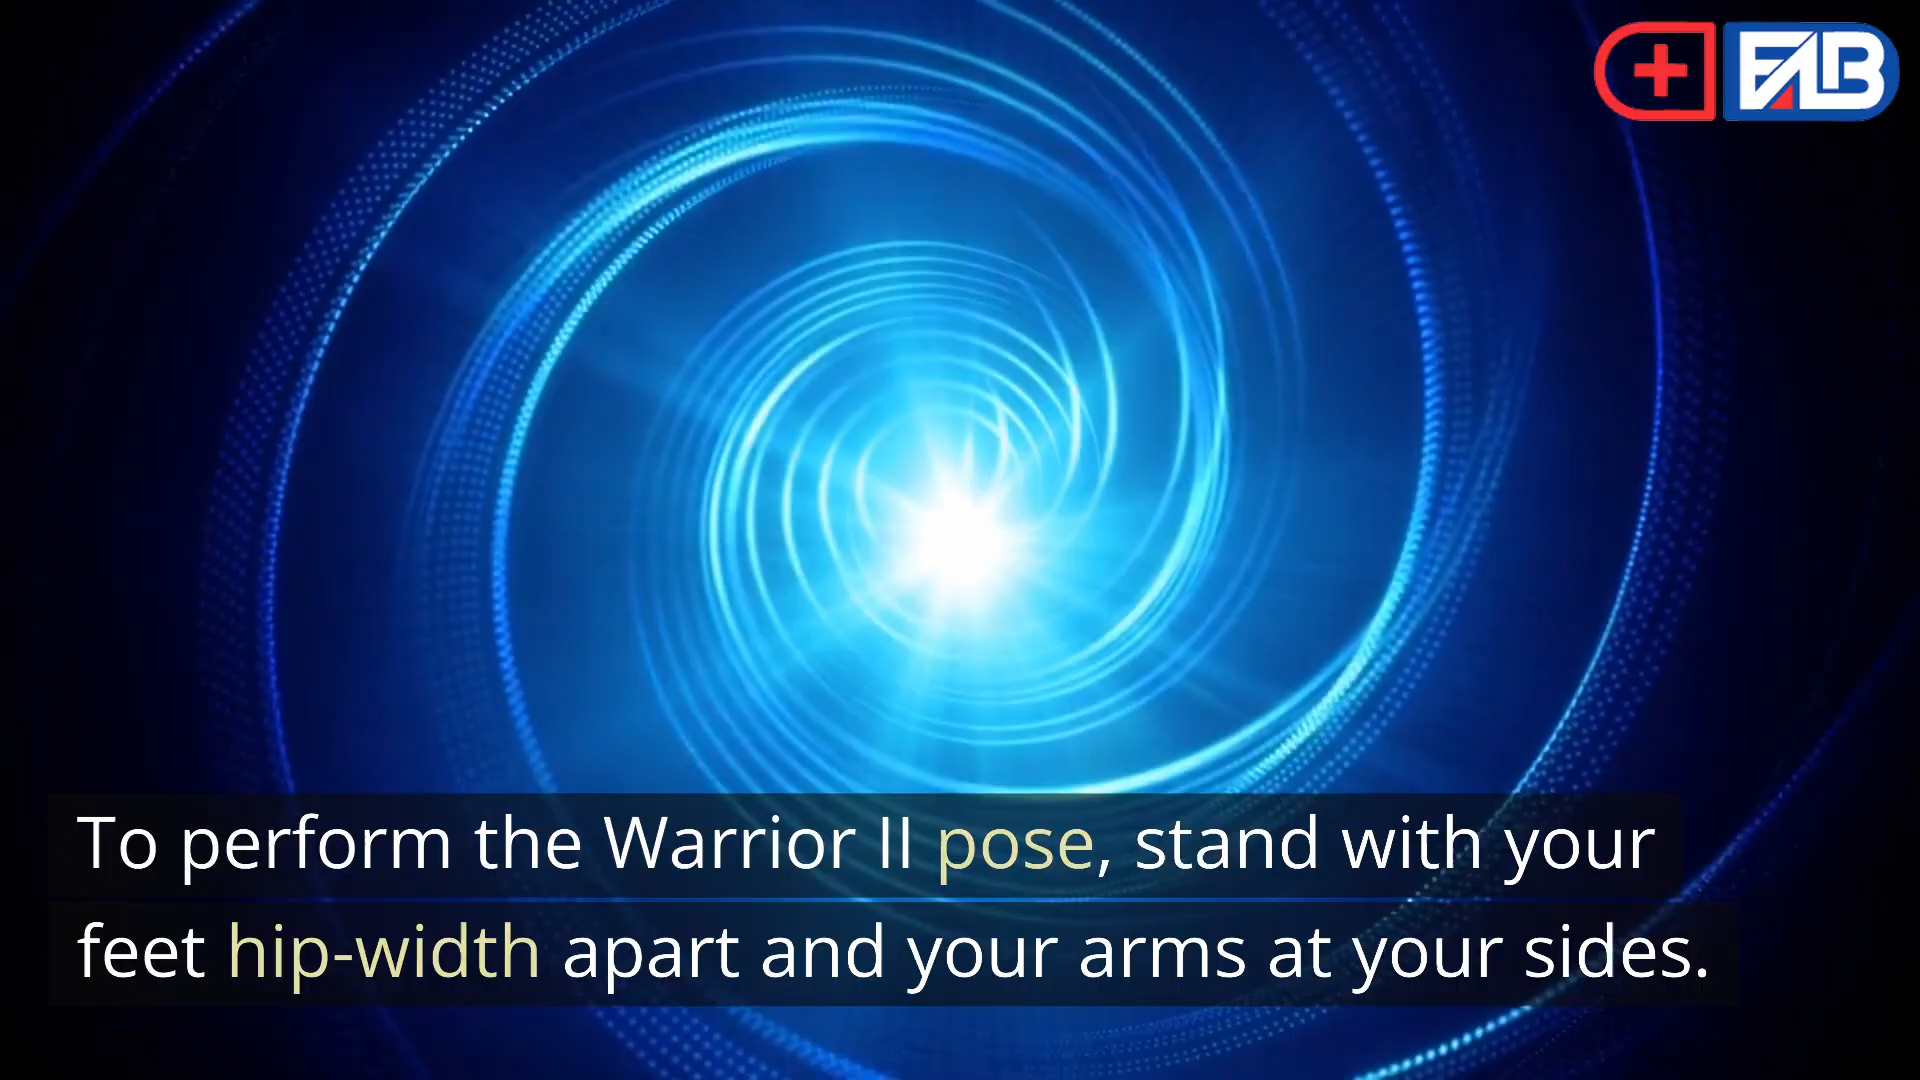 FAB
To perform the Warrior II pose, stand with your
feet hip-width apart and your arms at your sides.